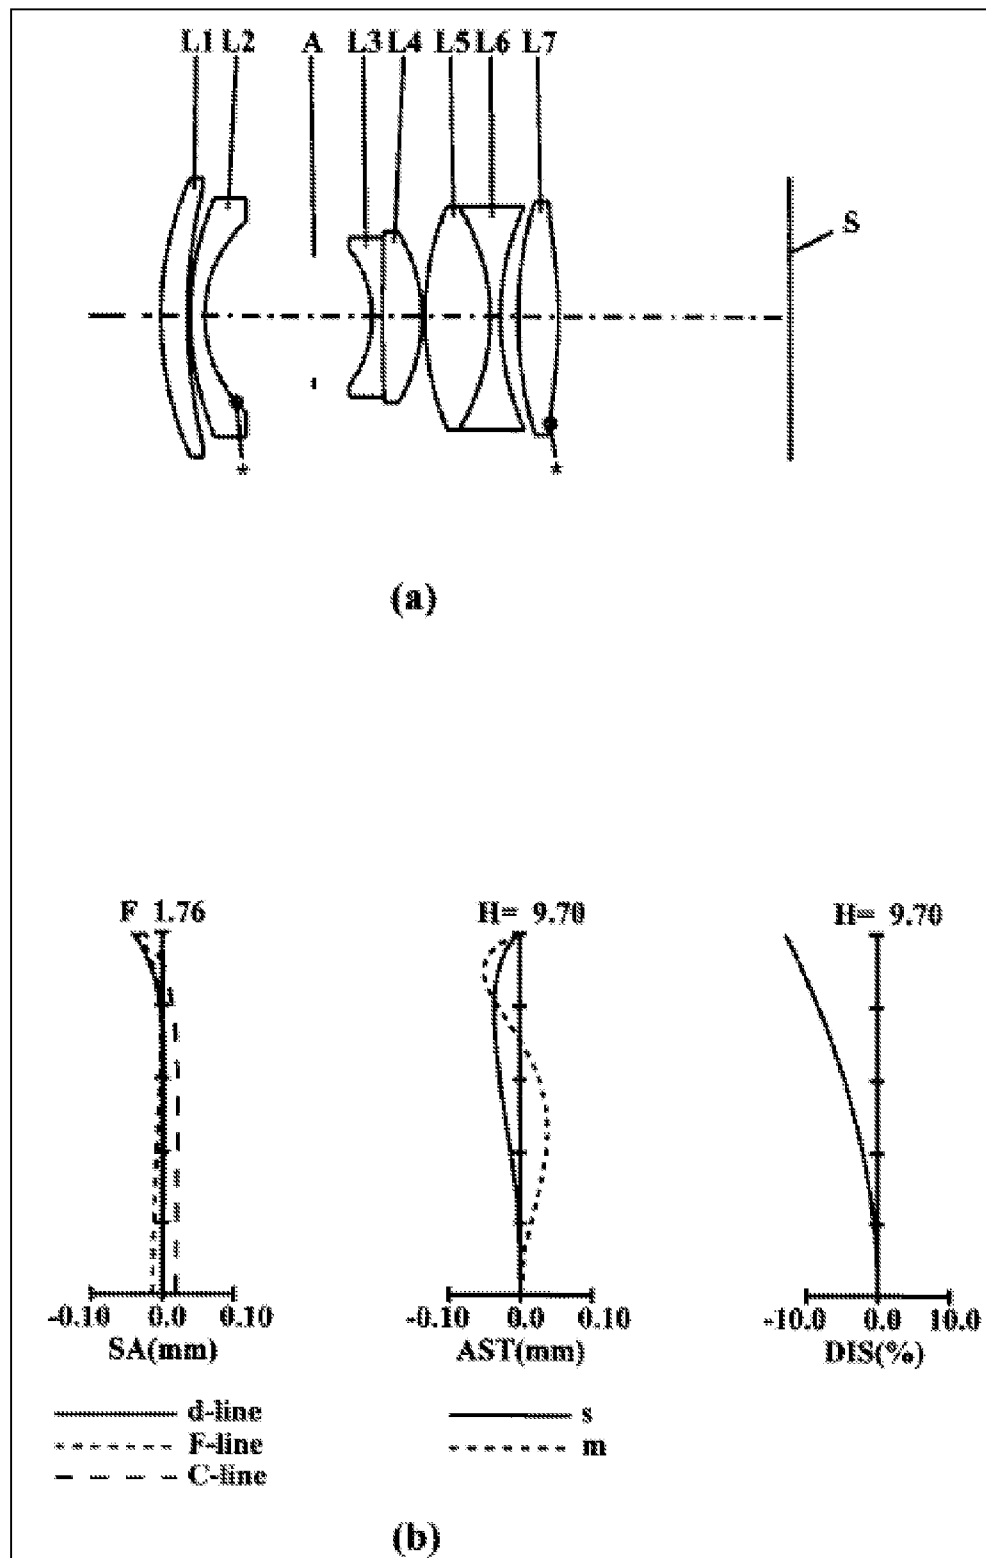 L1 L2 A L3 L4 L5 L6 L7
S
* *
(a)
F 1.76 H= 9.70 H= 9.70
-0.10 0.0 0.10 -0.10 0.0 0.10 -10.0 0.0 10.0
SA(mm) AST(mm) DIS(%)
d-line s
F-line m
C-line
(b)